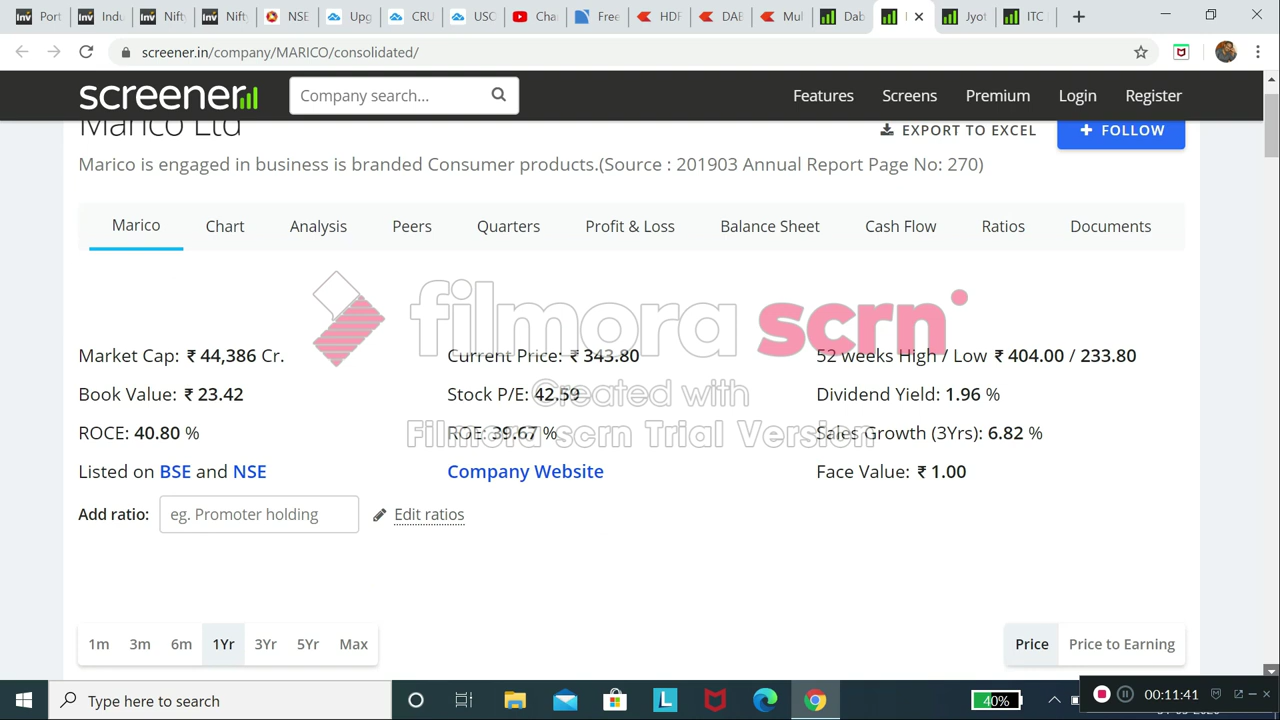 Port
Indu
Nifty
Nifty
NSE
Upg
CRU
USO
Cha
Free
HDF
DAB
Mul
Dab
Jyot
ITC
screener.in/company/MARICO/consolidated/
screener
Company search...
Features
Screens
Premium
Login
Register
Marico Ltd
EXPORT TO EXCEL
+ FOLLOW
Marico is engaged in business is branded Consumer products.(Source : 201903 Annual Report Page No: 270)
Marico
Chart
Analysis
Peers
Quarters
Profit & Loss
Balance Sheet
Cash Flow
Ratios
Documents
filmora scrn
Created with
Filmora scrn Trial Version
Market Cap: ₹ 44,386 Cr.
Current Price: ₹ 343.80
52 weeks High / Low ₹ 404.00 / 233.80
Book Value: ₹ 23.42
Stock P/E: 42.59
Dividend Yield: 1.96 %
ROCE: 40.80 %
ROE: 39.67 %
Sales Growth (3Yrs): 6.82 %
Listed on BSE and NSE
Company Website
Face Value: ₹ 1.00
Add ratio:
eg. Promoter holding
Edit ratios
1m
3m
6m
1Yr
3Yr
5Yr
Max
Price
Price to Earning
Type here to search
40%
00:11:41